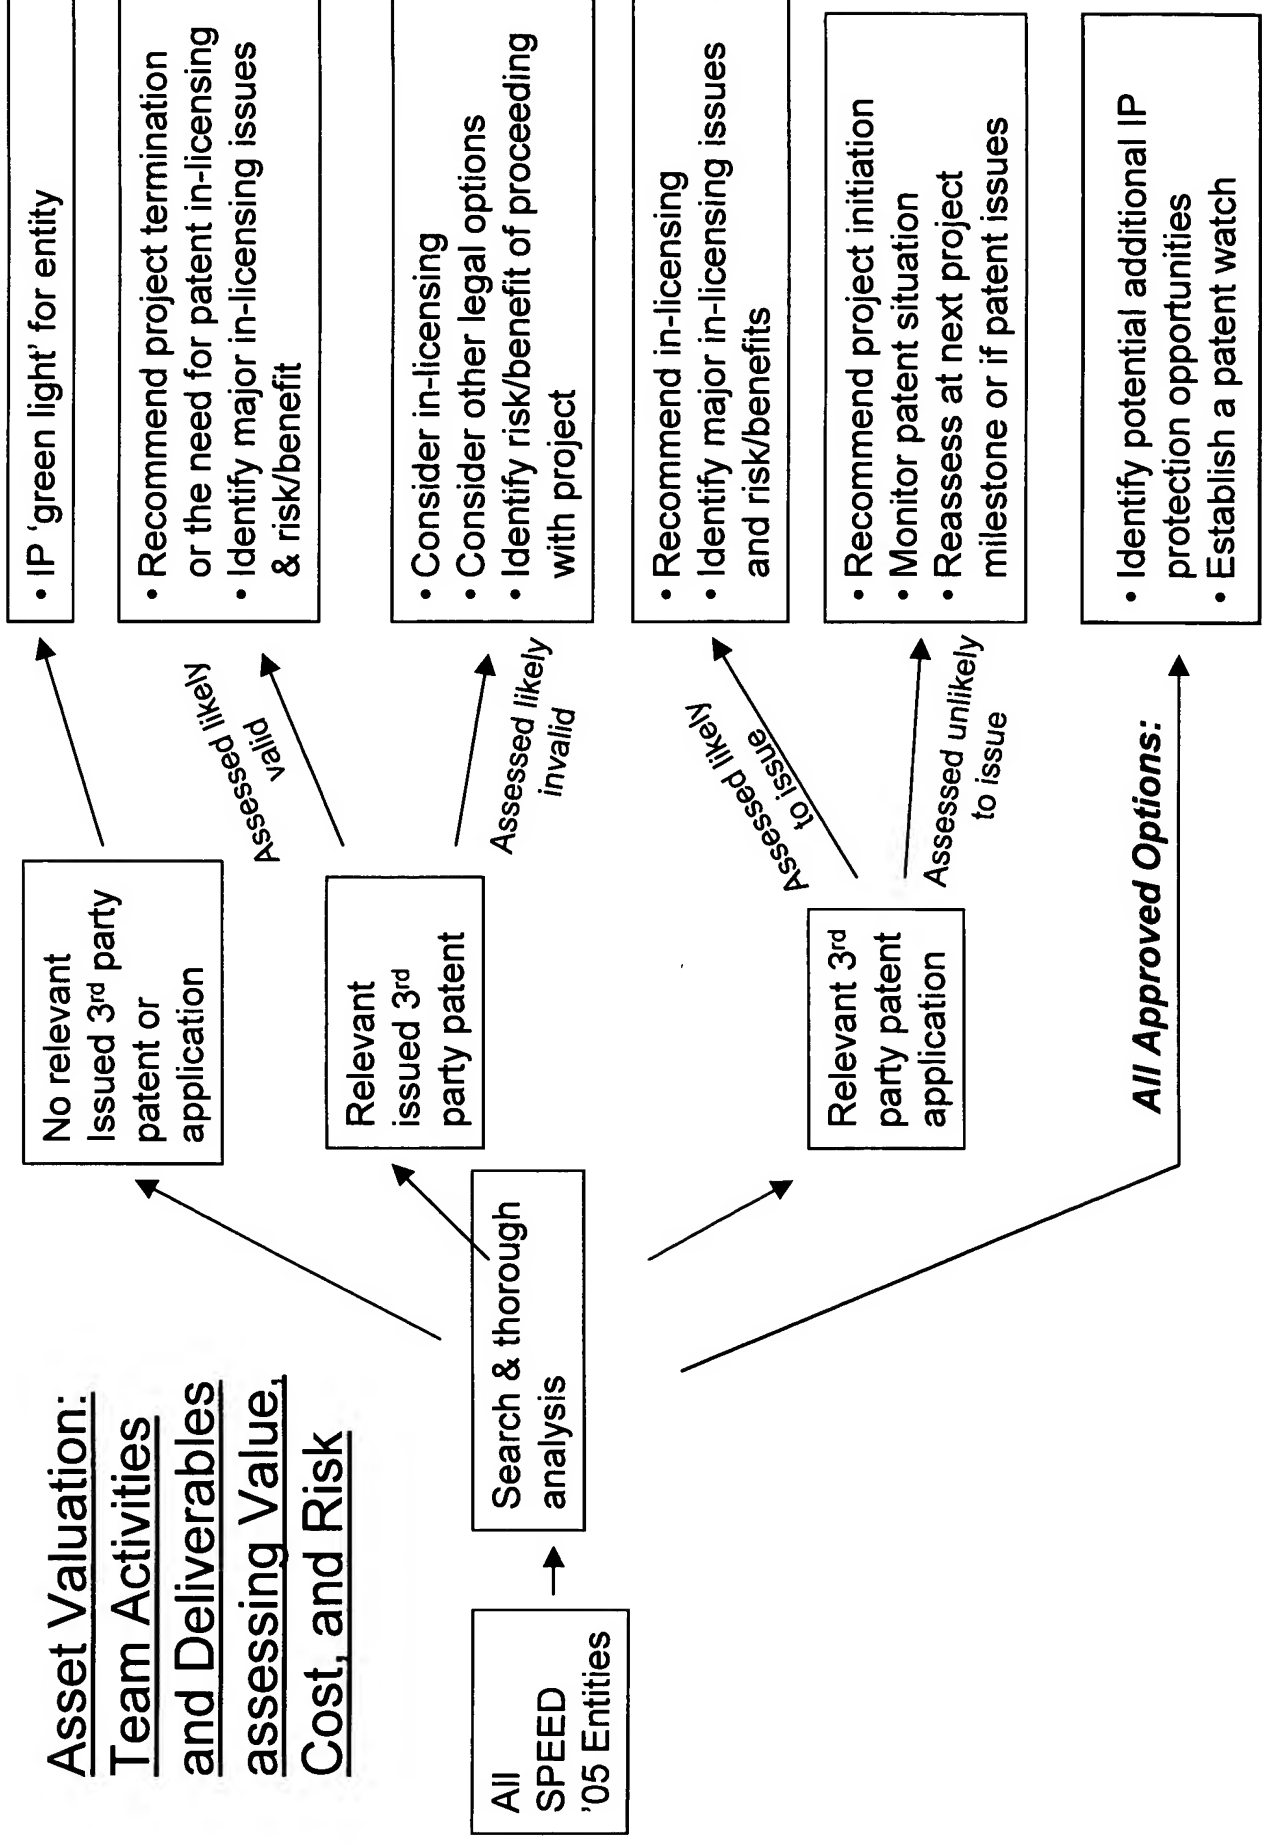 Asset Valuation:
Team Activities
and Deliverables
assessing Value,
Cost, and Risk
All
SPEED
'05 Entities
Search & thorough
analysis
No relevant
Issued 3rd party
patent or
application
Relevant
issued 3rd
party patent
Relevant 3rd
party patent
application
Assessed likely
valid
Assessed likely
invalid
Assessed likely
to issue
Assessed unlikely
to issue
All Approved Options:
• IP 'green light' for entity
• Recommend project termination
or the need for patent in-licensing
• Identify major in-licensing issues
& risk/benefit
• Consider in-licensing
• Consider other legal options
• Identify risk/benefit of proceeding
with project
• Recommend in-licensing
• Identify major in-licensing issues
and risk/benefits
• Recommend project initiation
• Monitor patent situation
• Reassess at next project
milestone or if patent issues
• Identify potential additional IP
protection opportunities
• Establish a patent watch